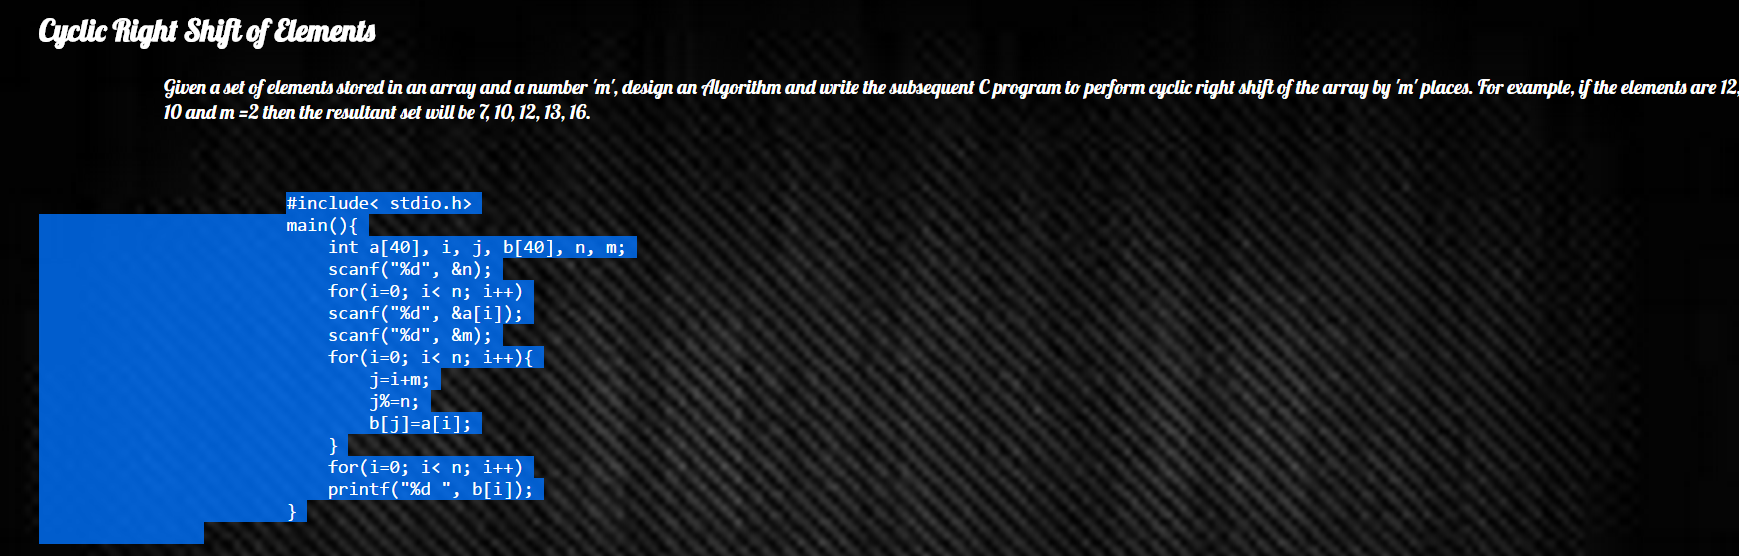 Cyclic Right Shift of Elements
Given a set of elements stored in an array and a number 'm', design an Algorithm and write the subsequent C program to perform cyclic right shift of the array by 'm' places. For example, if the elements are 12,
10 and m =2 then the resultant set will be 7, 10, 12, 13, 16.
#include< stdio.h>
main(){
    int a[40], i, j, b[40], n, m;
    scanf("%d", &n);
    for(i=0; i< n; i++)
    scanf("%d", &a[i]);
    scanf("%d", &m);
    for(i=0; i< n; i++){
        j=i+m;
        j%=n;
        b[j]=a[i];
    }
    for(i=0; i< n; i++)
    printf("%d ", b[i]);
}